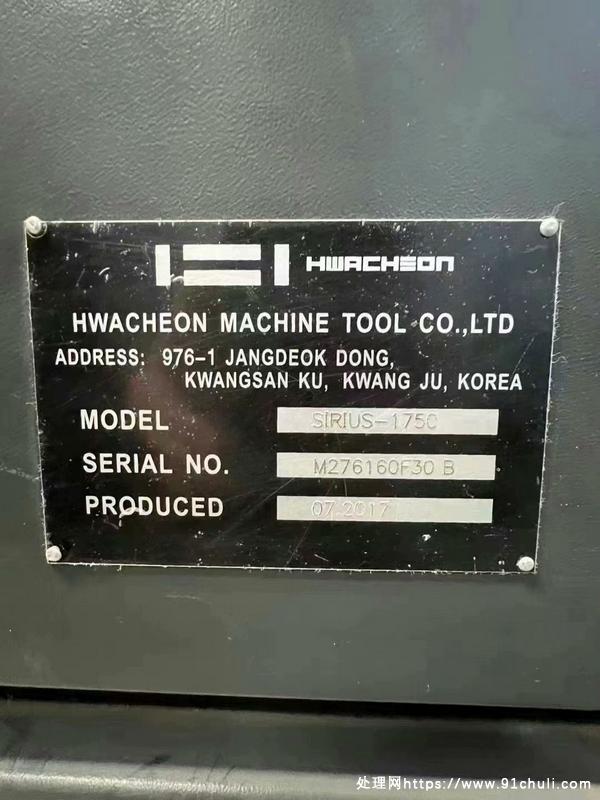 HWACHEON
HWACHEON MACHINE TOOL CO.,LTD
ADDRESS: 976-1 JANGDEOK DONG,
KWANGSAN KU, KWANG JU, KOREA
MODEL SIRIUS-1750
SERIAL NO. M276160F30 B
PRODUCED 07.2017
处理网https://www.91chuli.com/